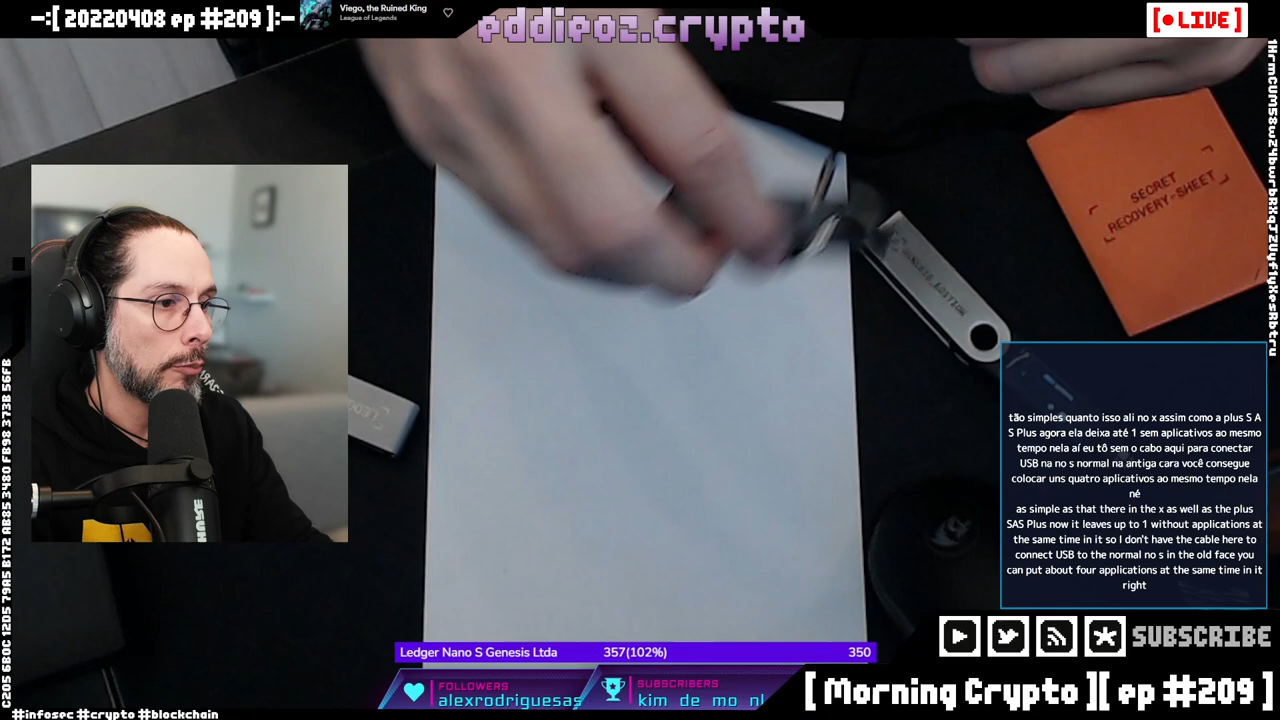 -:[ 20220408 ep #209 ]:-
Viego, the Ruined King
League of Legends
eddieoz.crypto
[ LIVE ]
SECRET
RECOVERY-SHEET
tão simples quanto isso ali no x assim como a plus S A
S Plus agora ela deixa até 1 sem aplicativos ao mesmo
tempo nela aí eu tô sem o cabo aqui para conectar
USB na no s normal na antiga cara você consegue
colocar uns quatro aplicativos ao mesmo tempo nela
né
as simple as that there in the x as well as the plus
SAS Plus now it leaves up to 1 without applications at
the same time in it so I don't have the cable here to
connect USB to the normal no s in the old face you
can put about four applications at the same time in it
right
SUBSCRIBE
Ledger Nano S Genesis Ltda 357(102%) 350
FOLLOWERS
alexrodriguesas
SUBSCRIBERS
kim_de_mo_nl
[ Morning Crypto ][ ep #209 ]
#infosec #crypto #blockchain